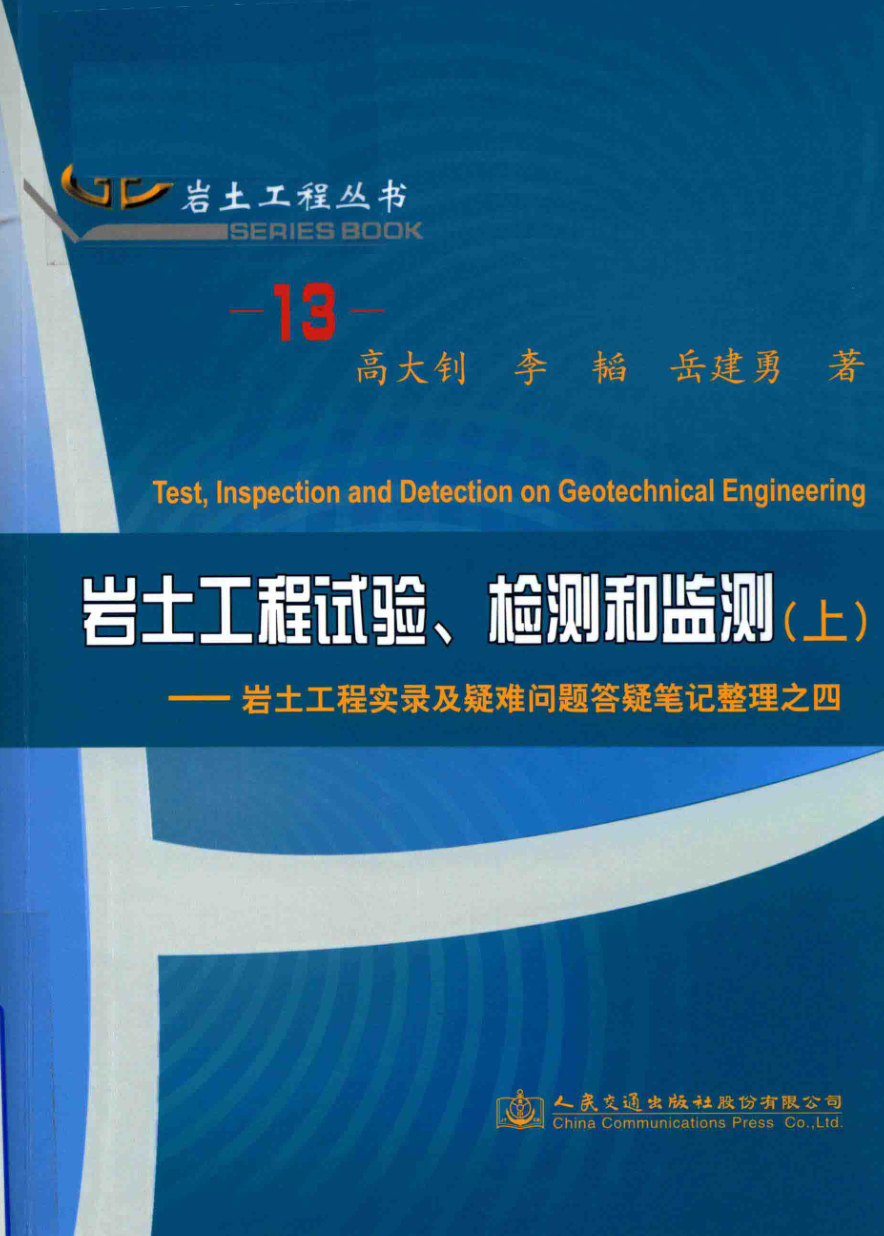 岩土工程丛书
SERIES BOOK
—13—
高大钊 李 韬 岳建勇 著
Test, Inspection and Detection on Geotechnical Engineering
岩土工程试验、检测和监测(上)
——岩土工程实录及疑难问题答疑笔记整理之四
人民交通出版社股份有限公司
China Communications Press Co.,Ltd.